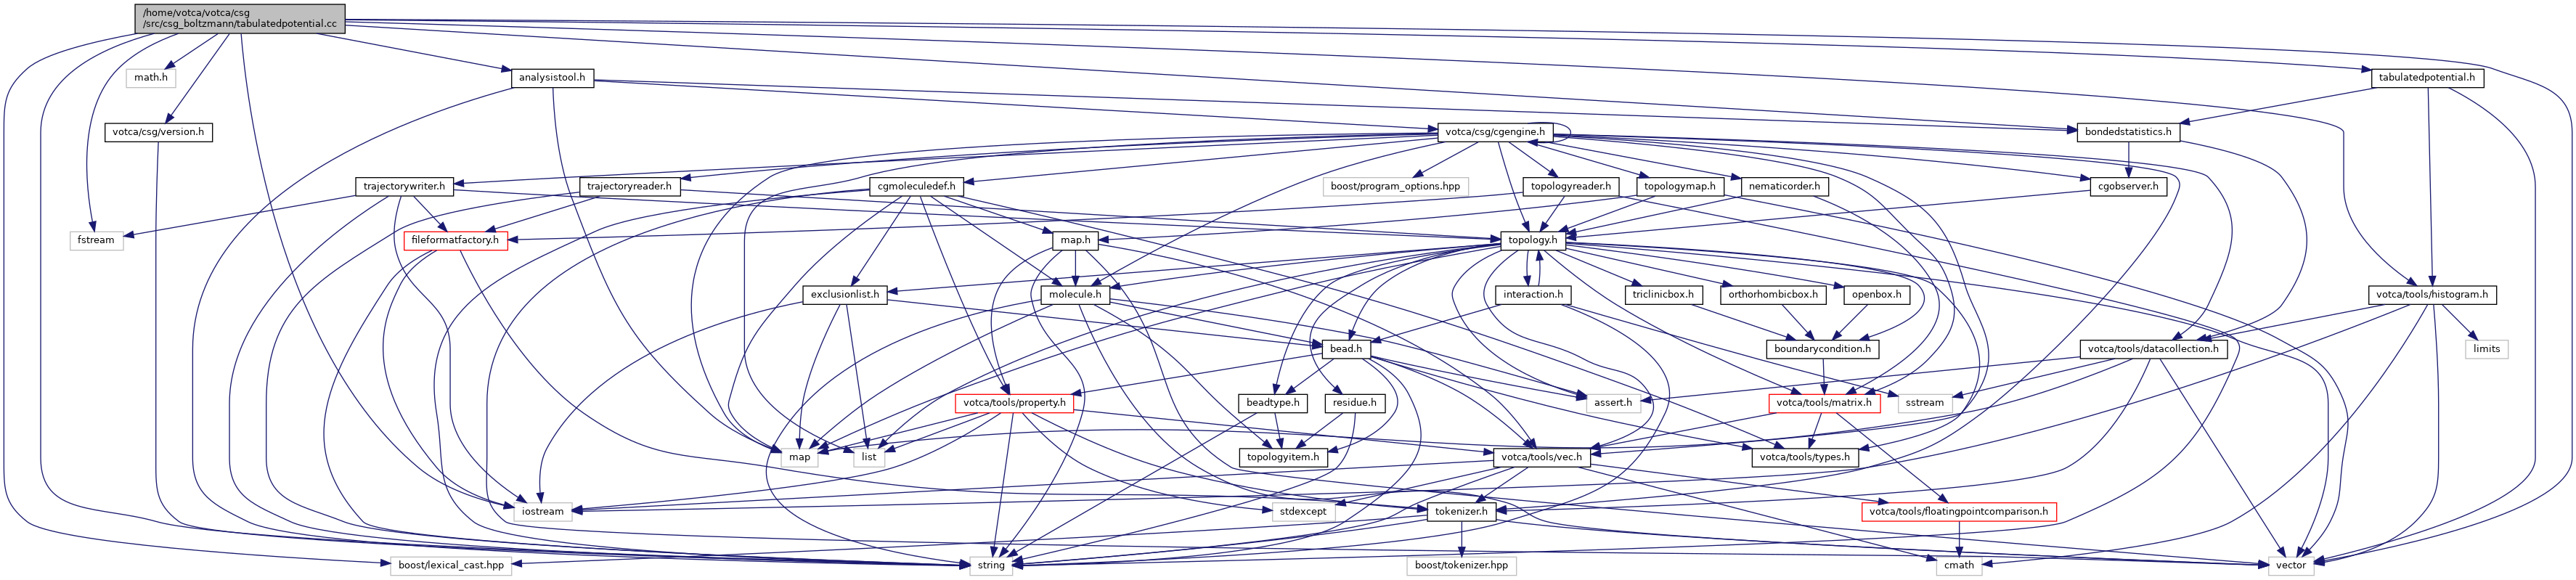 /home/votca/votca/csg
/src/csg_boltzmann/tabulatedpotential.cc
math.h
analysistool.h
tabulatedpotential.h
votca/csg/version.h
votca/csg/cgengine.h
bondedstatistics.h
trajectorywriter.h
trajectoryreader.h
cgmoleculedef.h
boost/program_options.hpp
topologyreader.h
topologymap.h
nematicorder.h
cgobserver.h
fstream
fileformatfactory.h
map.h
topology.h
exclusionlist.h
molecule.h
interaction.h
triclinicbox.h
orthorhombicbox.h
openbox.h
votca/tools/histogram.h
bead.h
boundarycondition.h
votca/tools/datacollection.h
limits
votca/tools/property.h
beadtype.h
residue.h
assert.h
votca/tools/matrix.h
sstream
map
list
topologyitem.h
votca/tools/vec.h
votca/tools/types.h
iostream
stdexcept
tokenizer.h
votca/tools/floatingpointcomparison.h
boost/lexical_cast.hpp
string
boost/tokenizer.hpp
cmath
vector